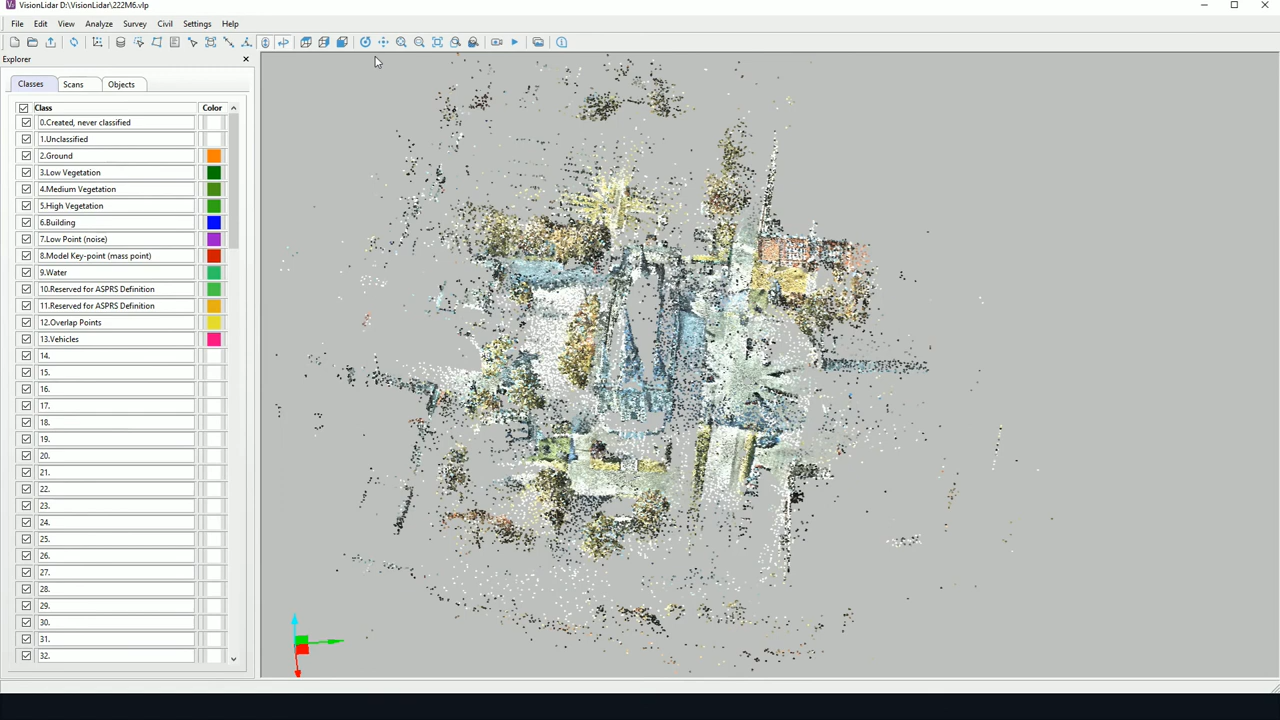 VisionLidar D:\VisionLidar\222M6.vlp
File Edit View Analyze Survey Civil Settings Help
Explorer
Classes Scans Objects
Class Color
0.Created, never classified
1.Unclassified
2.Ground
3.Low Vegetation
4.Medium Vegetation
5.High Vegetation
6.Building
7.Low Point (noise)
8.Model Key-point (mass point)
9.Water
10.Reserved for ASPRS Definition
11.Reserved for ASPRS Definition
12.Overlap Points
13.Vehicles
14.
15.
16.
17.
18.
19.
20.
21.
22.
23.
24.
25.
26.
27.
28.
29.
30.
31.
32.